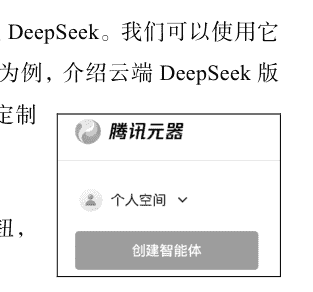 DeepSeek。我们可以使用它
为例，介绍云端 DeepSeek 版
定制
腾讯元器
个人空间
钮，
创建智能体